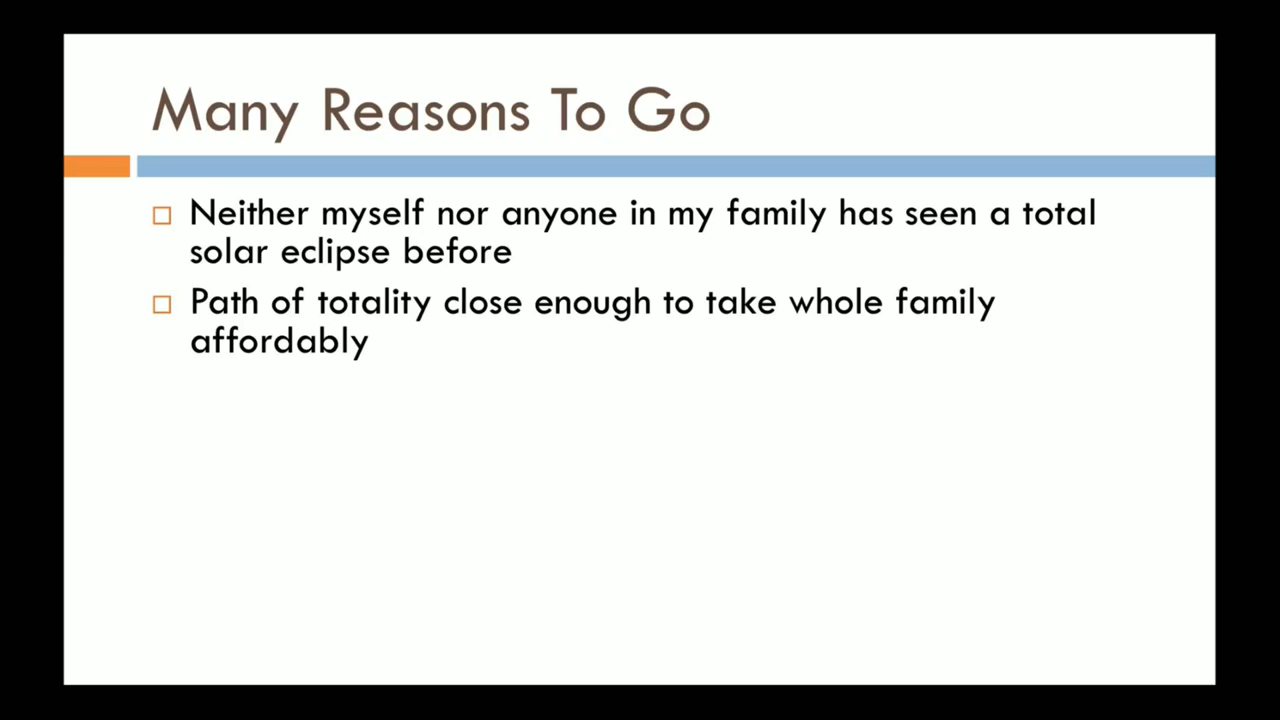 Many Reasons To Go
Neither myself nor anyone in my family has seen a total
solar eclipse before
Path of totality close enough to take whole family
affordably